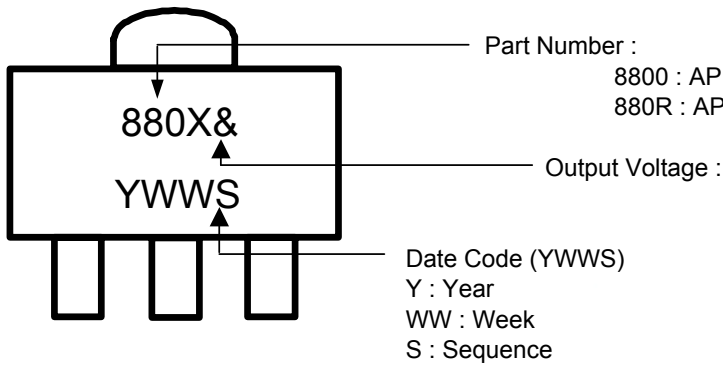 880X&
YWWS
Part Number :
8800 : AP
880R : AP
Output Voltage :
Date Code (YWWS)
Y : Year
WW : Week
S : Sequence